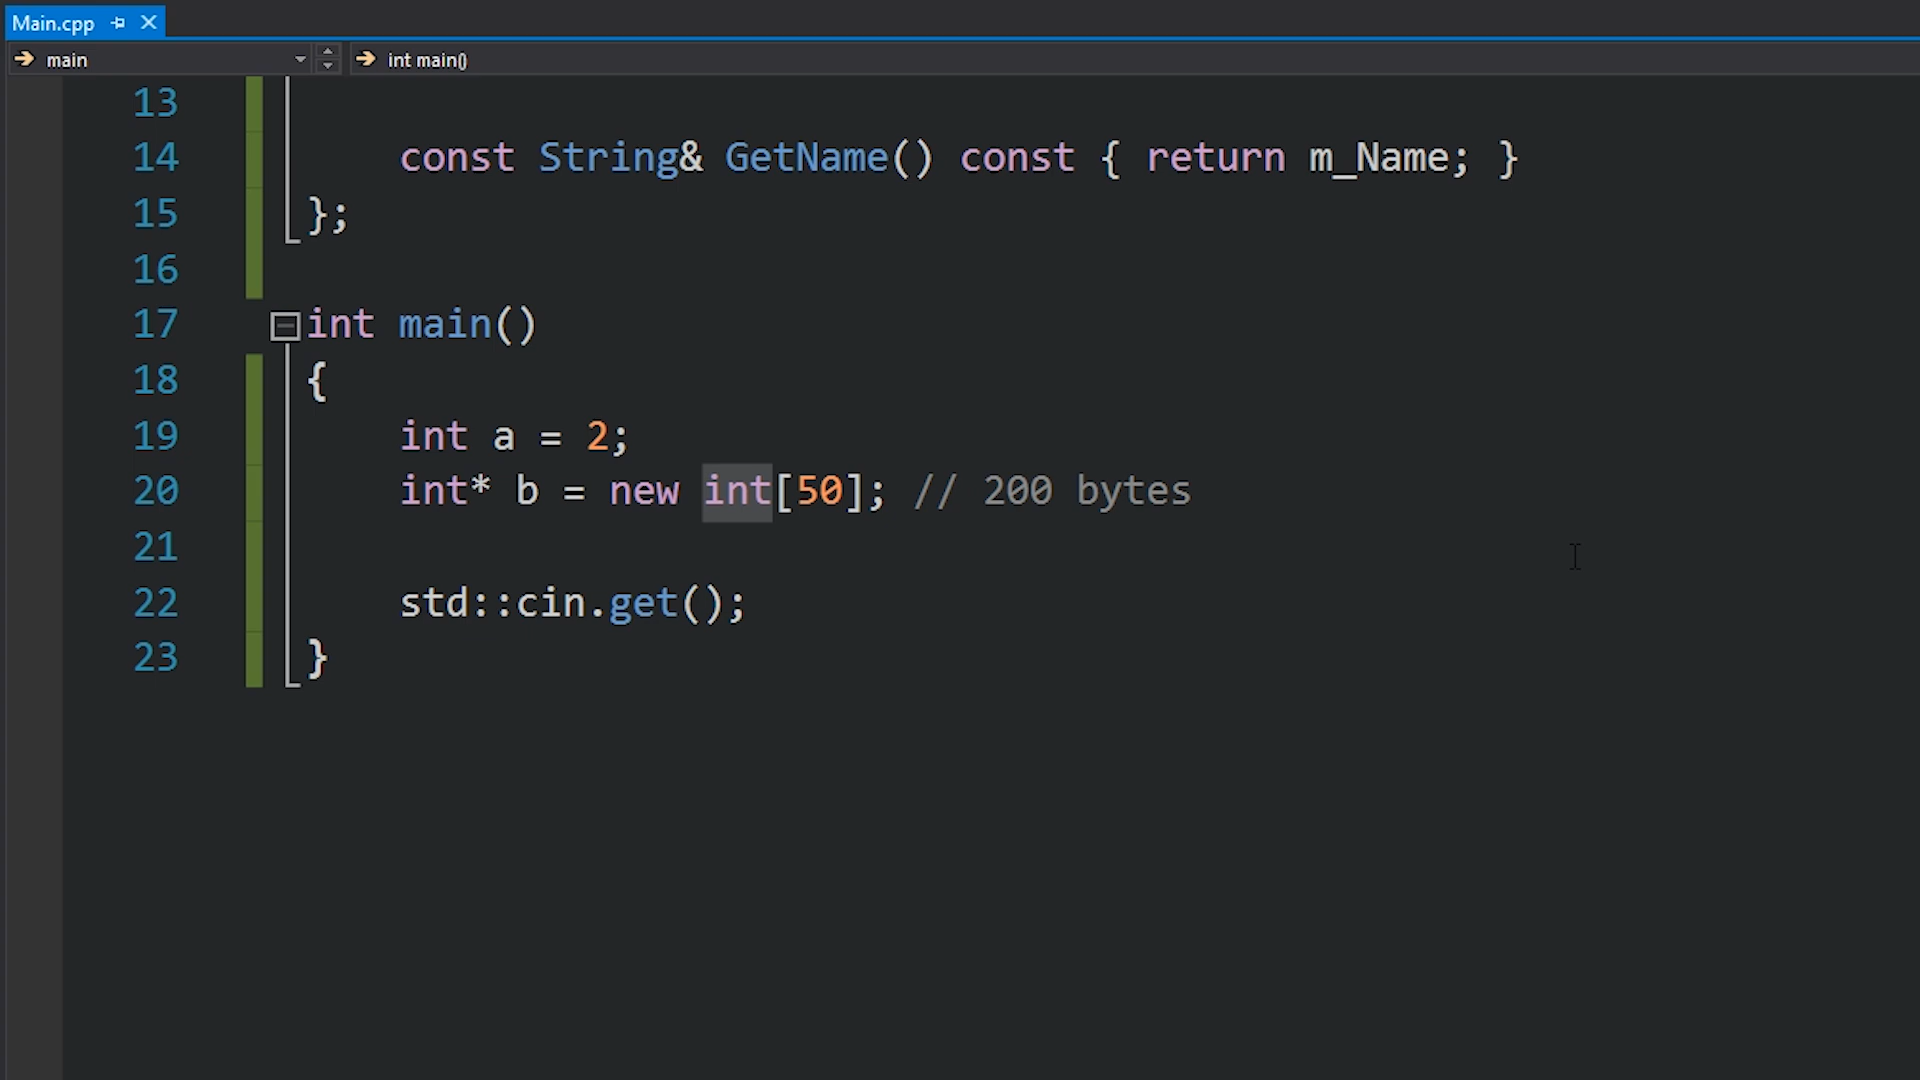 Main.cpp
main int main()
13
14 const String& GetName() const { return m_Name; }
15 };
16
17 int main()
18 {
19 int a = 2;
20 int* b = new int[50]; // 200 bytes
21
22 std::cin.get();
23 }